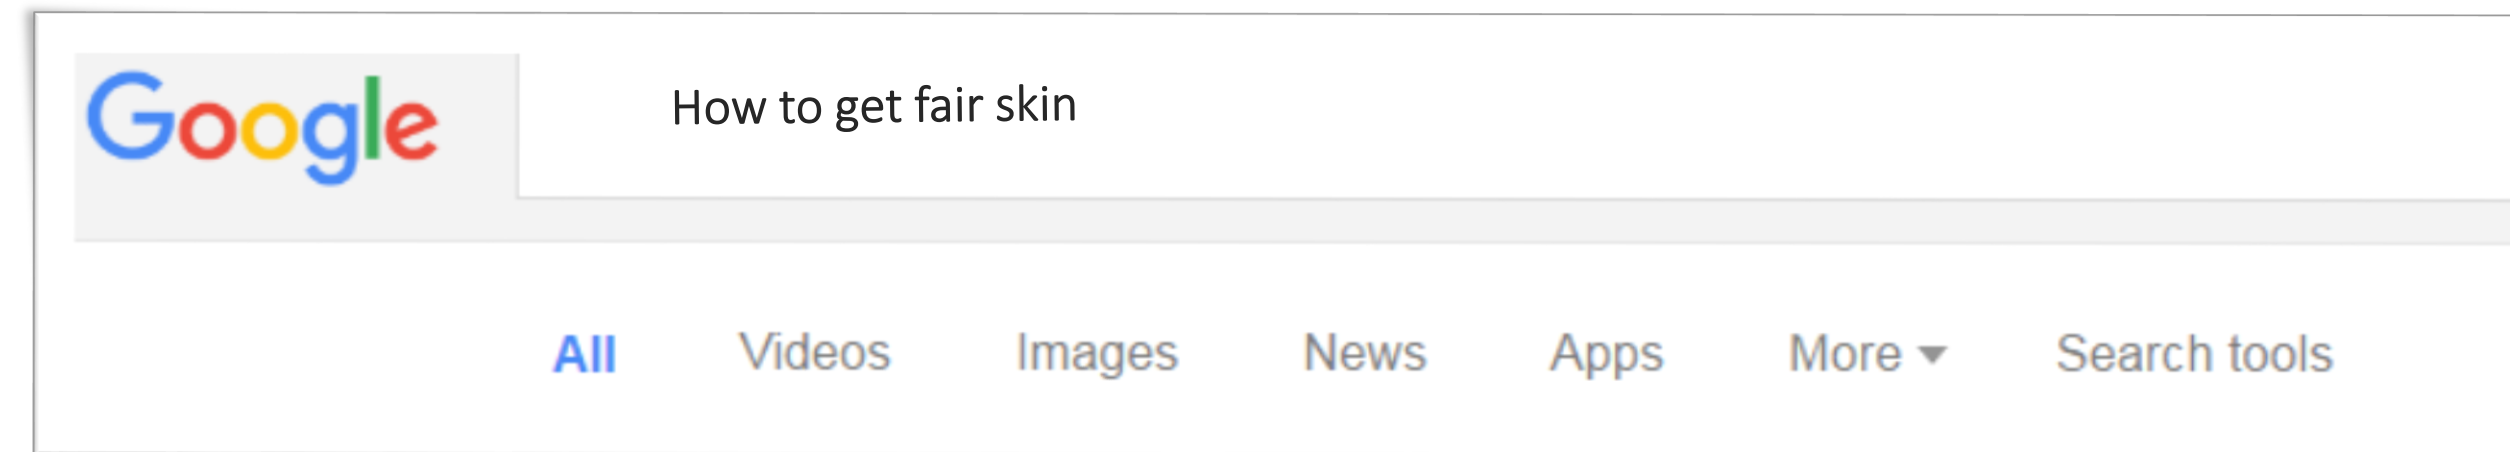 Google How to get fair skin
All Videos Images News Apps More Search tools